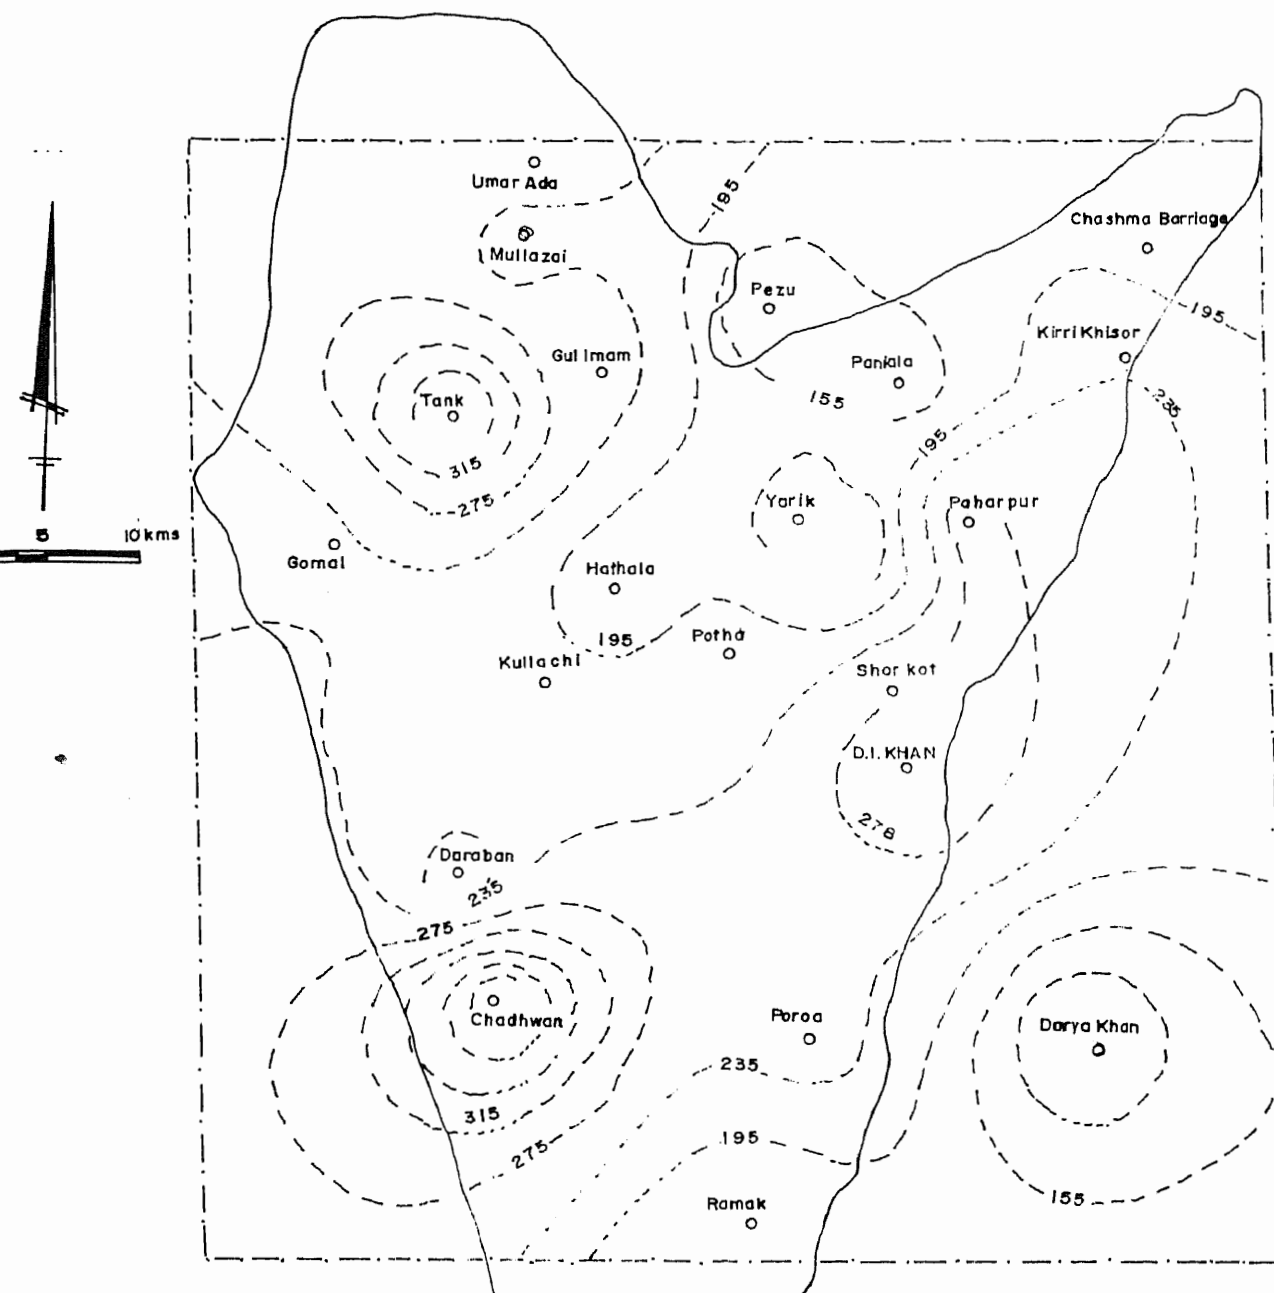 Umar Ada
195
Chashma Barriage
Mullazai
Pezu
195
Kirri Khisor
Gul Imam
Pankala
Tank
155
235
195
315
275
Yarik
Paharpur
5
10 kms
Gomal
Hathala
195
Potha
Kullachi
Shor kot
D.I. KHAN
278
Daraban
235
275
Chadhwan
Poroa
Darya Khan
235
315
195
275
155
Ramak